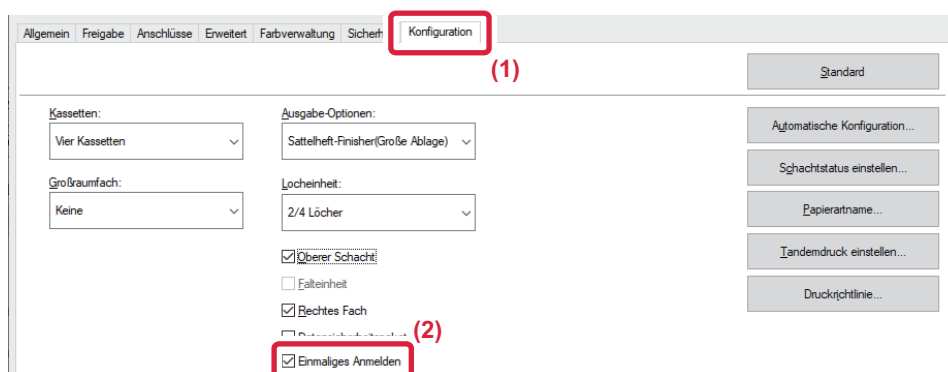 Allgemein Freigabe Anschlüsse Erweitert Farbverwaltung Sicherh Konfiguration
(1)
Standard
Kassetten:
Vier Kassetten
Ausgabe-Optionen:
Sattelheft-Finisher(Große Ablage)
Automatische Konfiguration...
Schachtstatus einstellen...
Großraumfach:
Keine
Locheinheit:
2/4 Löcher
Papierartname...
Tandemdruck einstellen...
Druckrichtlinie...
Oberer Schacht
Falteinheit
Rechtes Fach
(2)
Einmaliges Anmelden